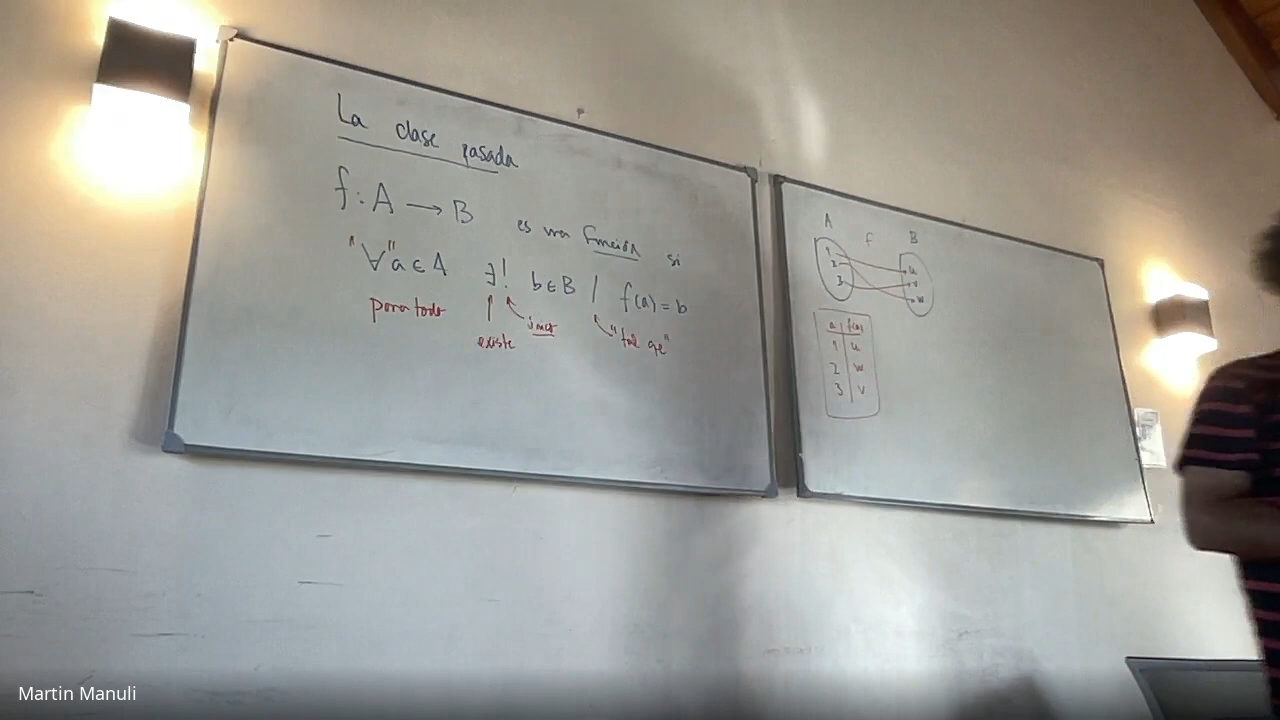 La clase pasada
f: A → B es una función si
"∀" a ∈ A ∃! b ∈ B / f(a) = b
para todo existe único "tal que"
A f B
1 u
2 v
3 w
a | f(a)
1 | u
2 | w
3 | v
Martin Manuli